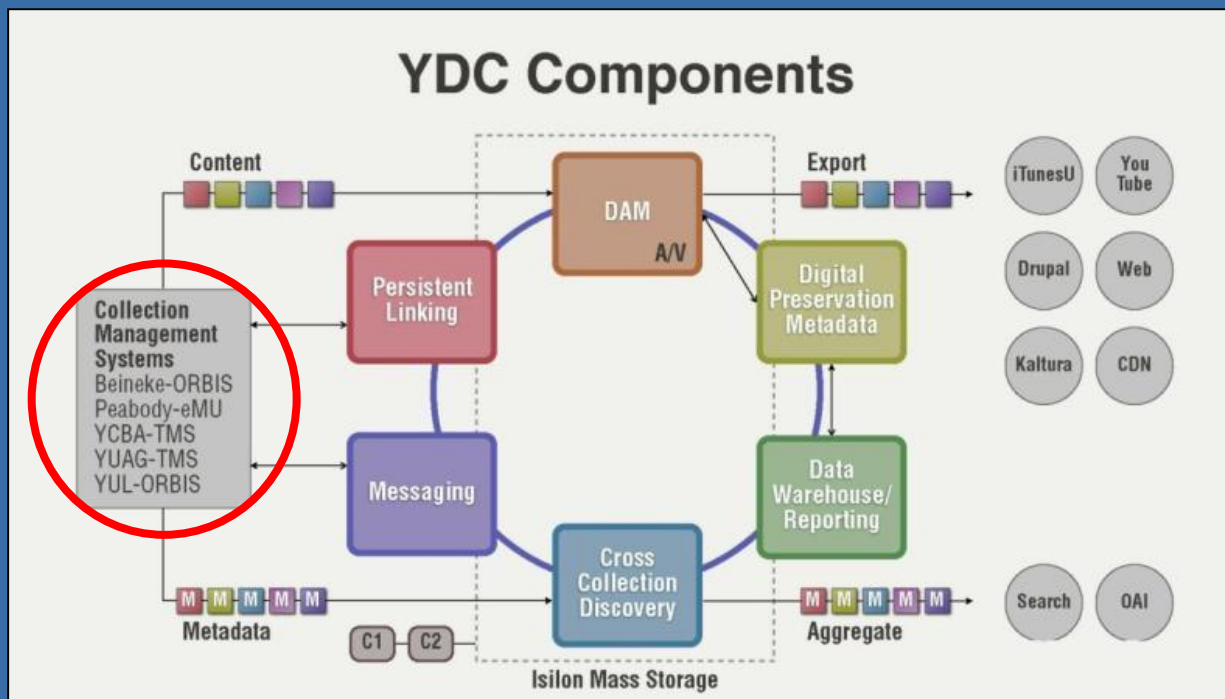 YDC Components
Content
Export
iTunesU
You
Tube
DAM
A/V
Persistent
Linking
Digital
Preservation
Metadata
Drupal
Web
Collection
Management
Systems
Beineke-ORBIS
Peabody-eMU
YCBA-TMS
YUAG-TMS
YUL-ORBIS
Kaltura
CDN
Messaging
Data
Warehouse/
Reporting
Cross
Collection
Discovery
M M M M M
Metadata
M M M M M
Aggregate
Search
OAI
C1 C2
Isilon Mass Storage